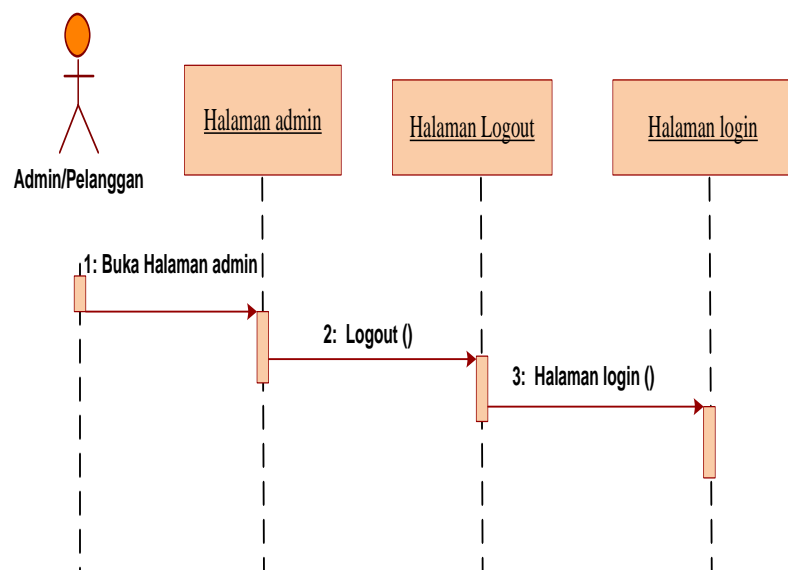 Halaman admin
Halaman Logout
Halaman login
Admin/Pelanggan
1: Buka Halaman admin
2: Logout ()
3: Halaman login ()